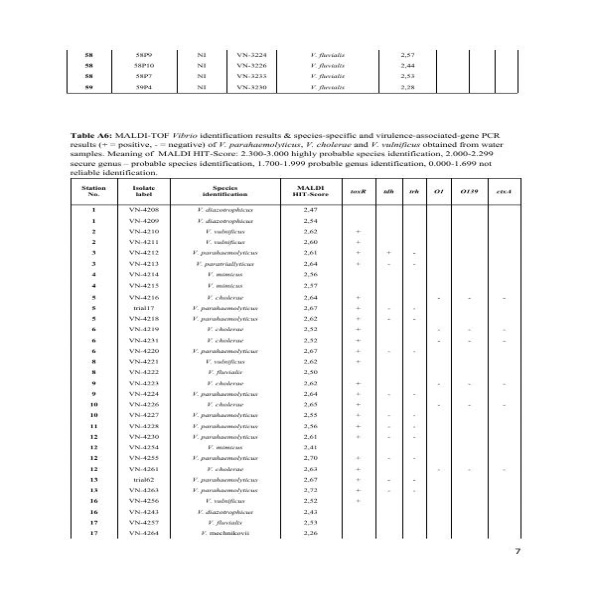 58 58P9 NI VN-3224 V. fluvialis 2,57
58 58P10 NI VN-3226 V. fluvialis 2,44
58 58P7 NI VN-3233 V. fluvialis 2,53
59 59P4 NI VN-3230 V. fluvialis 2,28
Table A6: MALDI-TOF Vibrio identification results & species-specific and virulence-associated-gene PCR
results (+ = positive, - = negative) of V. parahaemolyticus, V. cholerae and V. vulnificus obtained from water
samples. Meaning of MALDI HIT-Score: 2.300-3.000 highly probable species identification, 2.000-2.299
secure genus – probable species identification, 1.700-1.999 probable genus identification, 0.000-1.699 not
reliable identification.
Station Isolate Species MALDI toxR tdh trh O1 O139 ctxA
No. label identification HIT-Score
1 VN-4208 V. diazotrophicus 2,47
1 VN-4209 V. diazotrophicus 2,54
2 VN-4210 V. vulnificus 2,62 +
2 VN-4211 V. vulnificus 2,60 +
3 VN-4212 V. parahaemolyticus 2,61 + + -
3 VN-4213 V. 2,64 + - -
4 VN-4214 V. mimicus 2,56
4 VN-4215 V. mimicus 2,57
5 VN-4216 V. cholerae 2,64 + - - -
5 trial17 V. parahaemolyticus 2,67 + - -
5 VN-4218 V. parahaemolyticus 2,62 + - -
6 VN-4219 V. cholerae 2,52 + - - -
6 VN-4231 V. cholerae 2,52 + - - -
6 VN-4220 V. parahaemolyticus 2,67 + - -
8 VN-4221 V. vulnificus 2,62 +
8 VN-4222 V. fluvialis 2,50
9 VN-4223 V. cholerae 2,62 + - - -
9 VN-4224 V. parahaemolyticus 2,64 + - -
10 VN-4226 V. cholerae 2,65 + - - -
10 VN-4227 V. parahaemolyticus 2,55 + - -
11 VN-4228 V. parahaemolyticus 2,56 + - -
12 VN-4230 V. parahaemolyticus 2,61 + - -
12 VN-4254 V. mimicus 2,41
12 VN-4255 V. parahaemolyticus 2,70 + - -
12 VN-4261 V. cholerae 2,63 + - - -
13 trial62 V. parahaemolyticus 2,67 + - -
13 VN-4263 V. parahaemolyticus 2,72 + - -
16 VN-4256 V. vulnificus 2,52 +
16 VN-4243 V. diazotrophicus 2,43
17 VN-4257 V. fluvialis 2,53
17 VN-4264 V. mechnikovii 2,26
7